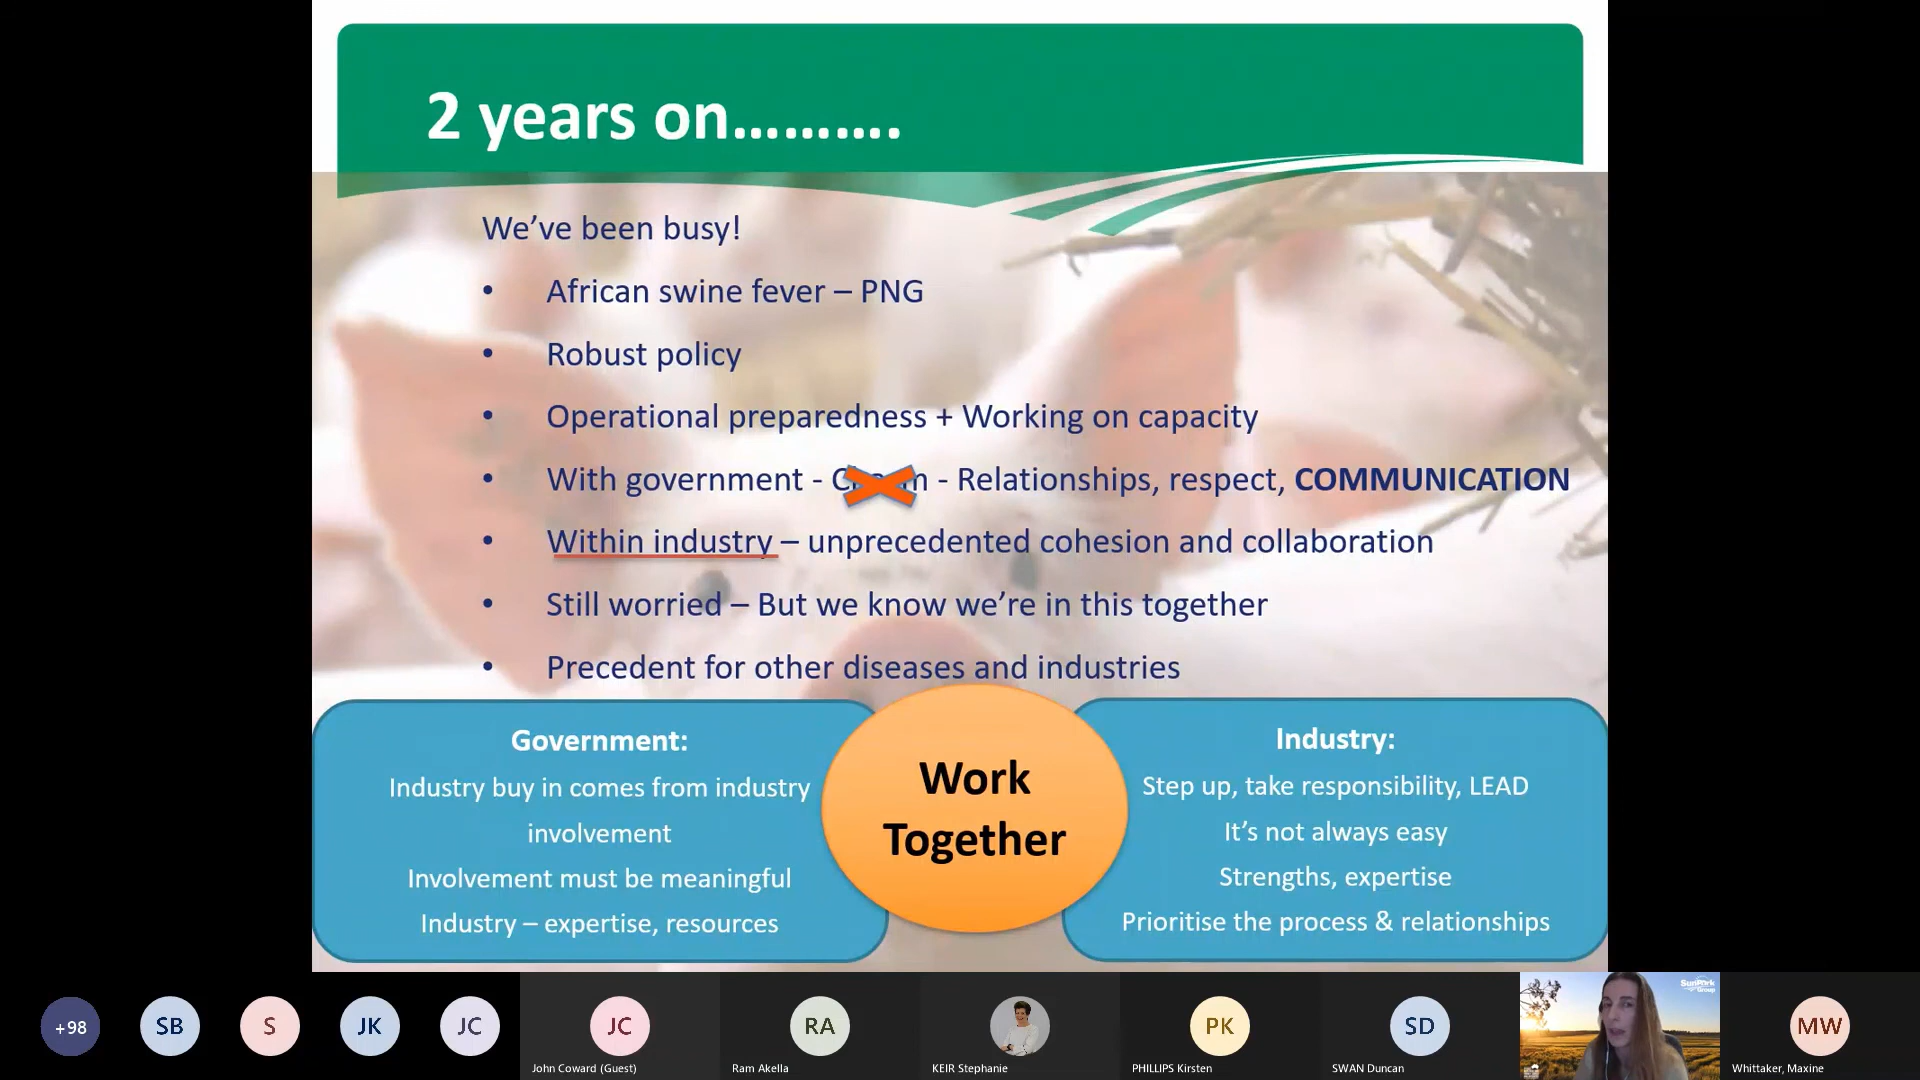 2 years on……….
We’ve been busy!
• African swine fever – PNG
• Robust policy
• Operational preparedness + Working on capacity
• With government - - Relationships, respect, COMMUNICATION
• Within industry – unprecedented cohesion and collaboration
• Still worried – But we know we’re in this together
• Precedent for other diseases and industries
Government:
Industry buy in comes from industry
involvement
Involvement must be meaningful
Industry – expertise, resources
Work
Together
Industry:
Step up, take responsibility, LEAD
It’s not always easy
Strengths, expertise
Prioritise the process & relationships
+98
SB
S
JK
JC
JC
John Coward (Guest)
RA
Ram Akella
KEIR Stephanie
PK
PHILLIPS Kirsten
SD
SWAN Duncan
SunPork
Group
MW
Whittaker, Maxine